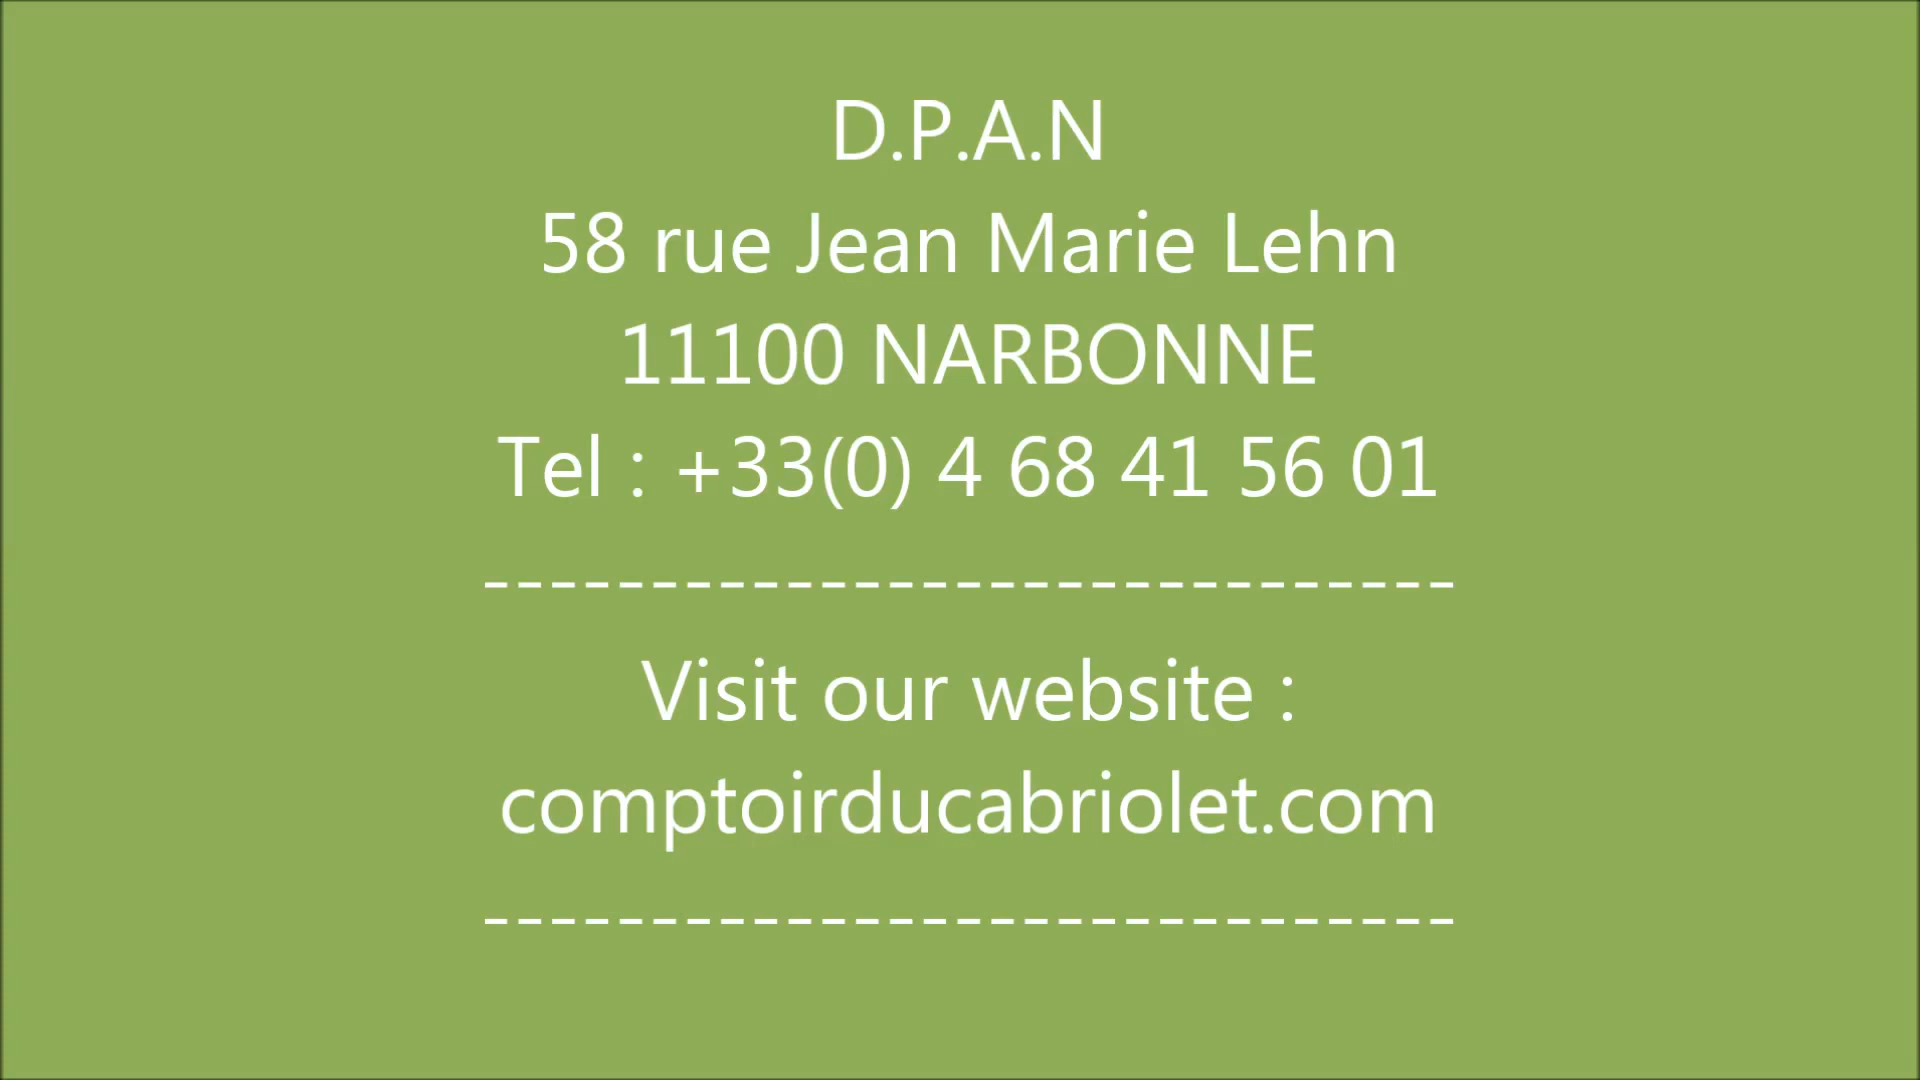 D.P.A.N
58 rue Jean Marie Lehn
11100 NARBONNE
Tel : +33(0) 4 68 41 56 01
-----------------------------
Visit our website :
comptoirducabriolet.com
-----------------------------